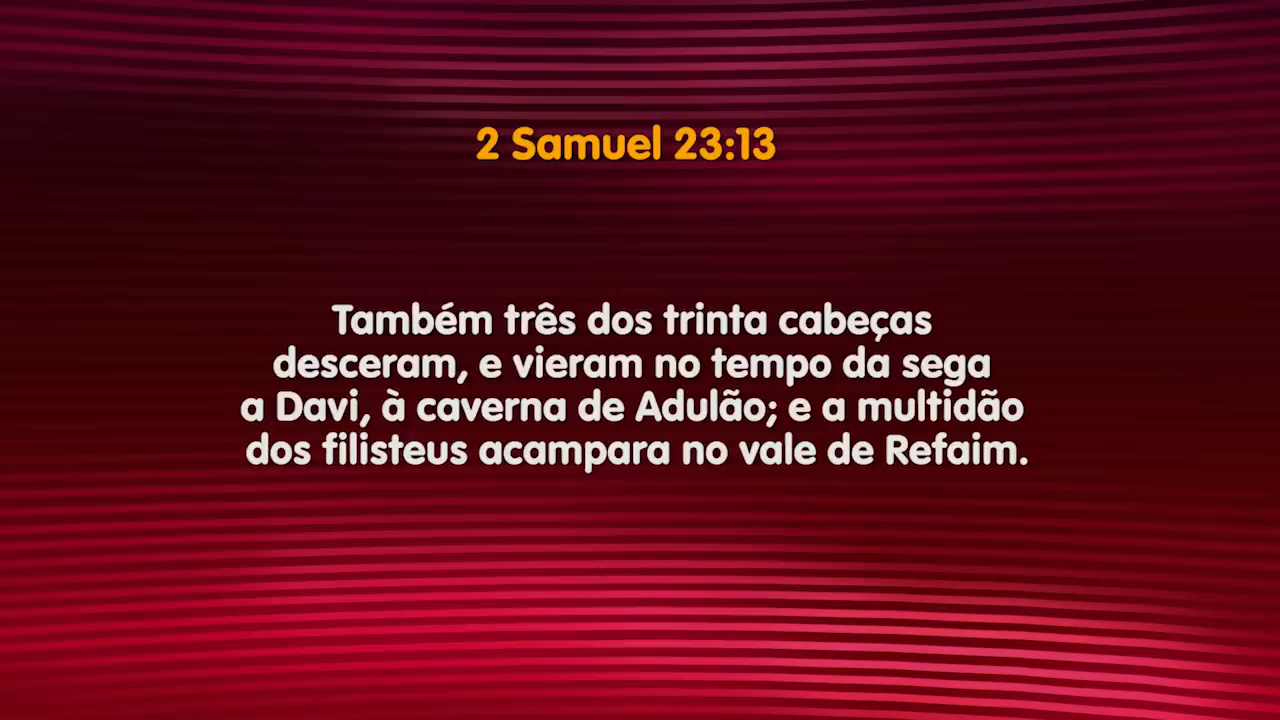 2 Samuel 23:13
Também três dos trinta cabeças
desceram, e vieram no tempo da sega
a Davi, à caverna de Adulão; e a multidão
dos filisteus acampara no vale de Refaim.